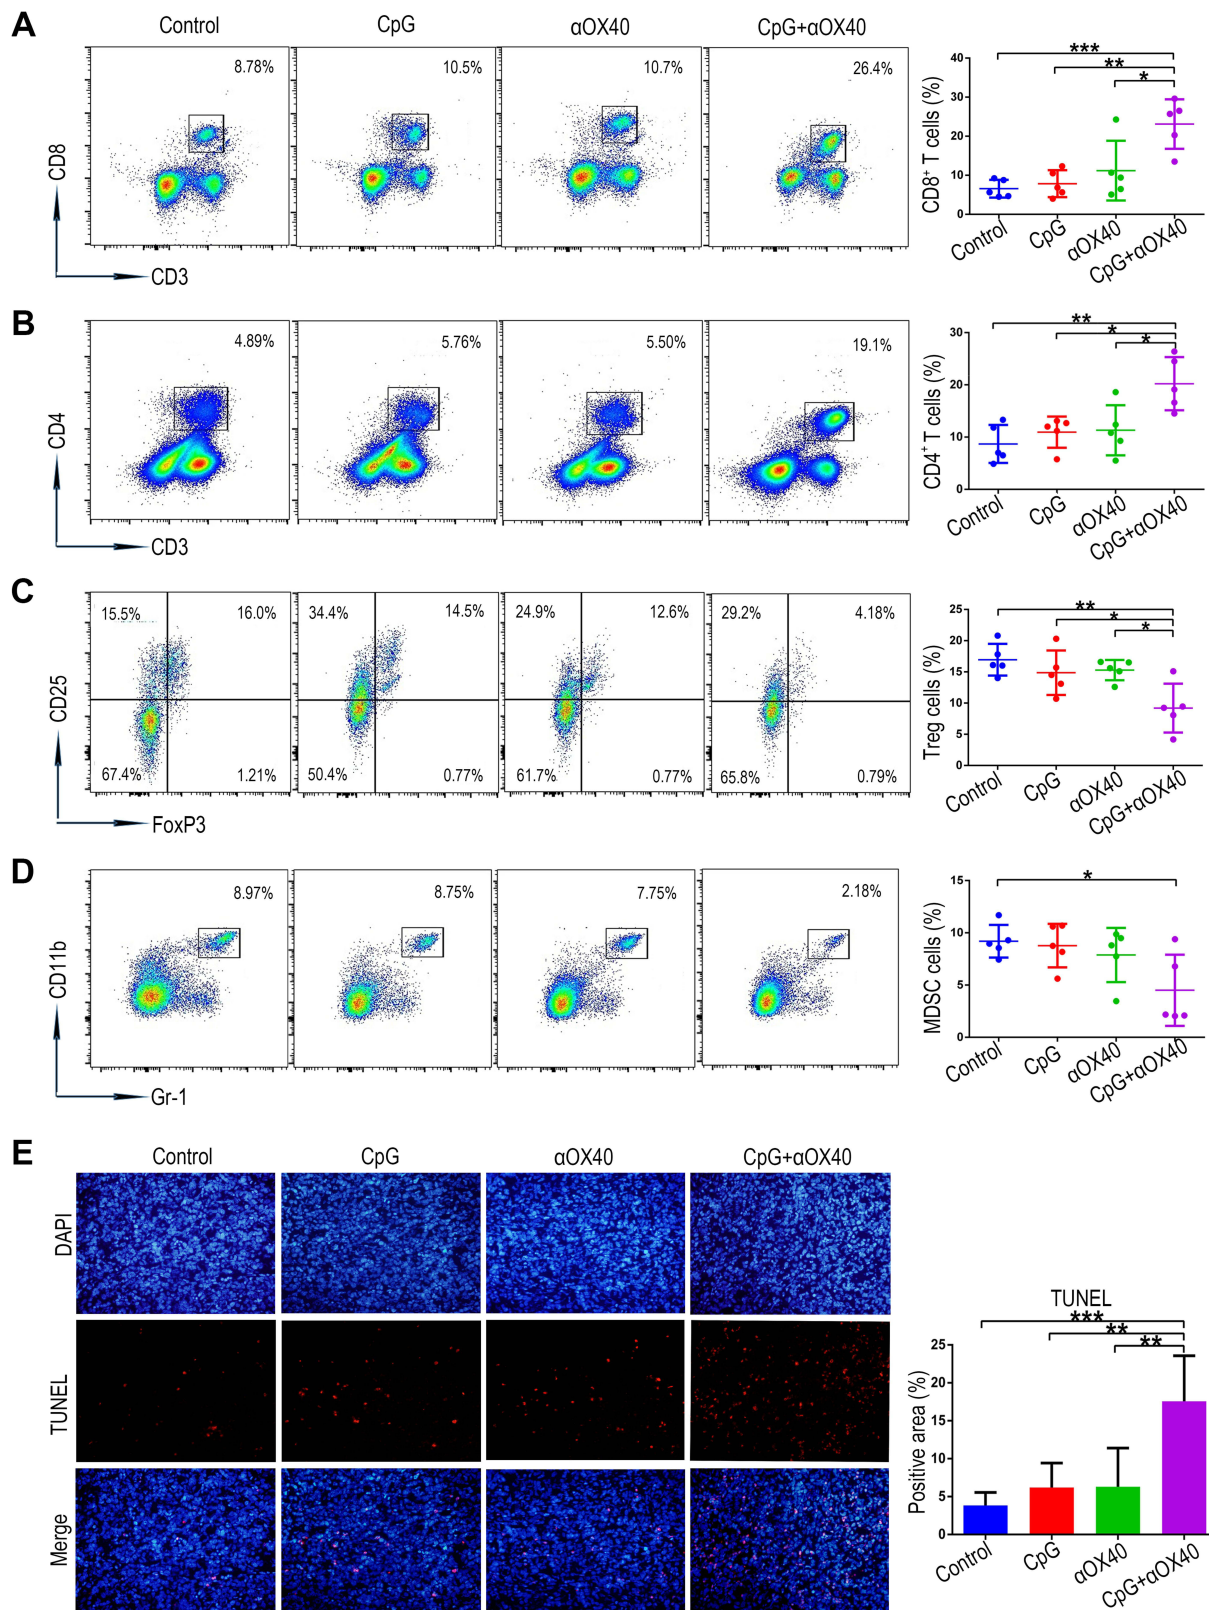 A
Control
CpG
αOX40
CpG+αOX40
8.78%
10.5%
10.7%
26.4%
CD8
CD3
CD8⁺ T cells (%)
40
30
20
10
0
***
**
*
Control
CpG
αOX40
CpG+αOX40
B
4.89%
5.76%
5.50%
19.1%
CD4
CD3
CD4⁺ T cells (%)
30
20
10
0
**
*
*
Control
CpG
αOX40
CpG+αOX40
C
15.5%
16.0%
34.4%
14.5%
24.9%
12.6%
29.2%
4.18%
67.4%
1.21%
50.4%
0.77%
61.7%
0.77%
65.8%
0.79%
CD25
FoxP3
Treg cells (%)
25
20
15
10
5
0
**
*
*
Control
CpG
αOX40
CpG+αOX40
D
8.97%
8.75%
7.75%
2.18%
CD11b
Gr-1
MDSC cells (%)
15
10
5
0
*
Control
CpG
αOX40
CpG+αOX40
E
Control
CpG
αOX40
CpG+αOX40
DAPI
TUNEL
Merge
TUNEL
***
**
**
Positive area (%)
25
20
15
10
5
0
Control
CpG
αOX40
CpG+αOX40